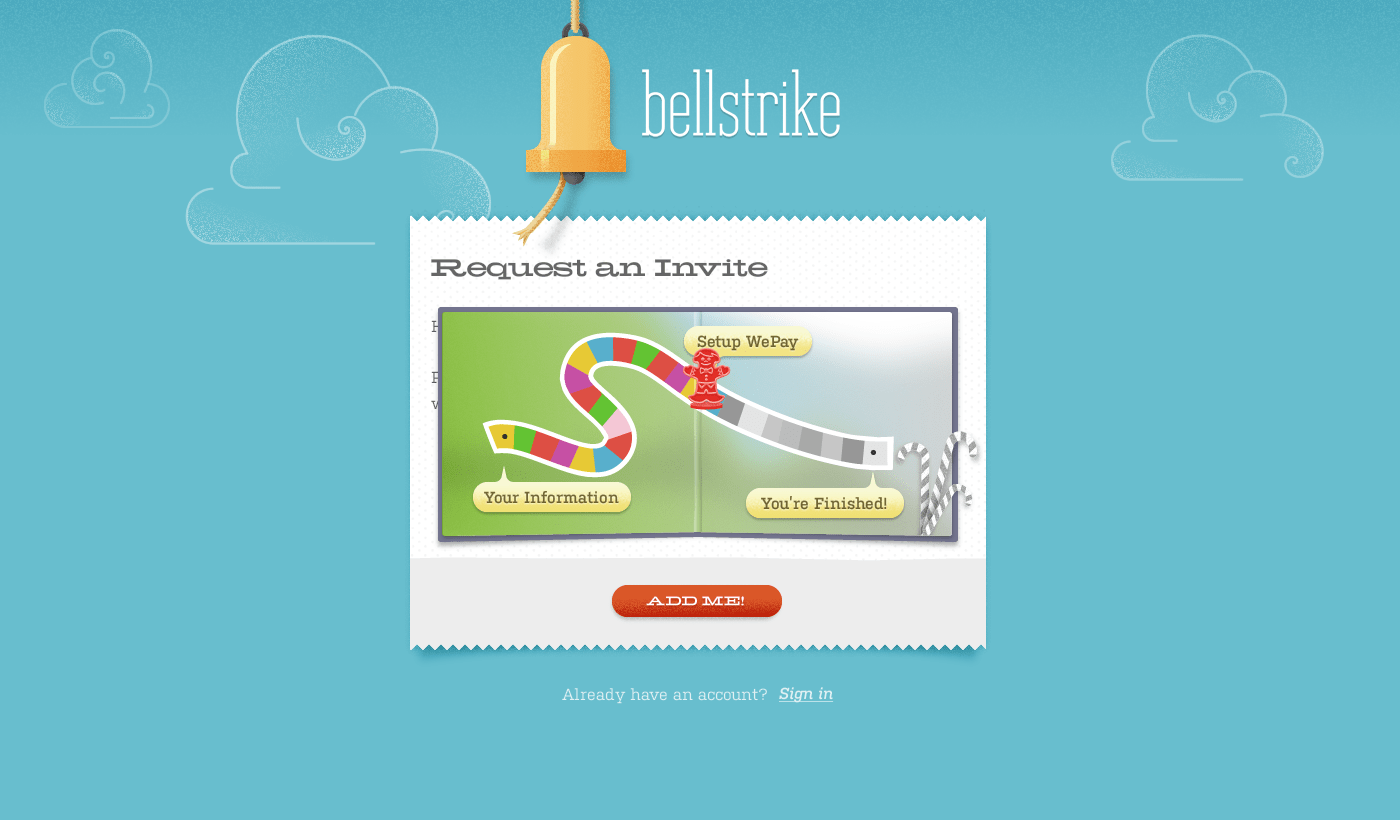 bellstrike
Request an Invite
Setup WePay
Your Information
You're Finished!
ADD ME!
Already have an account? Sign in